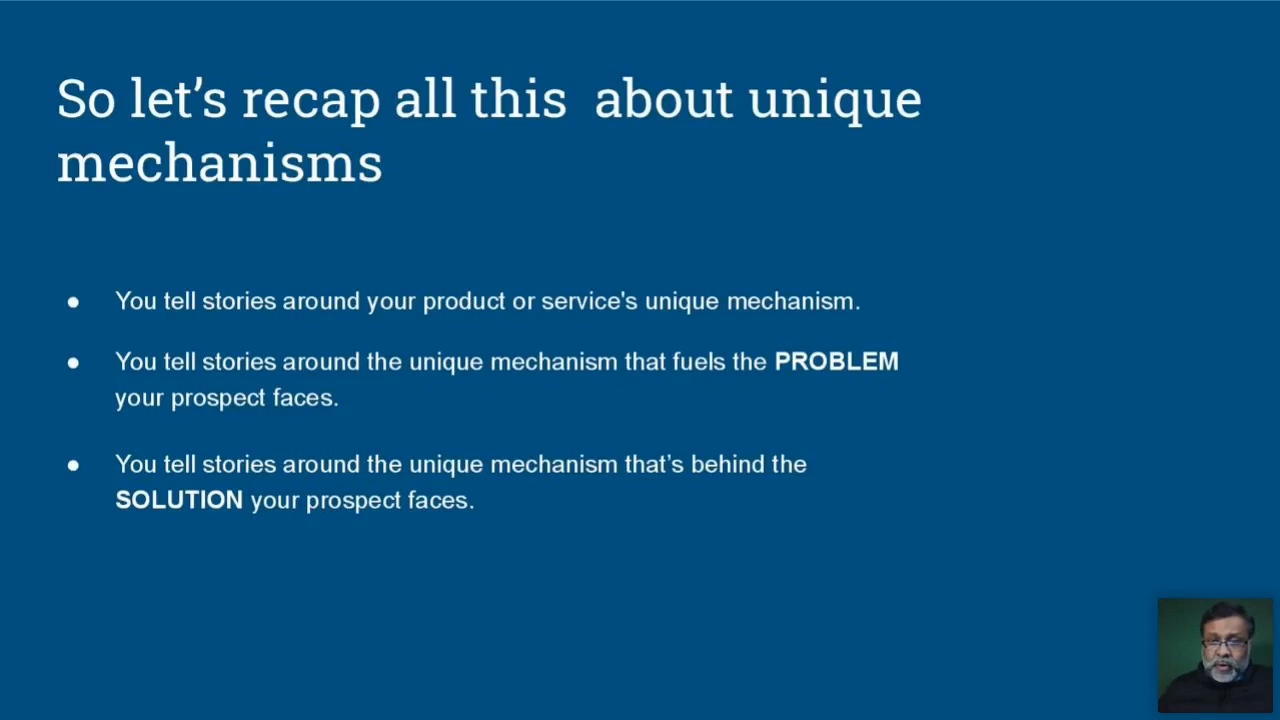 So let’s recap all this  about unique
mechanisms
● You tell stories around your product or service's unique mechanism.
● You tell stories around the unique mechanism that fuels the PROBLEM
your prospect faces.
● You tell stories around the unique mechanism that’s behind the
SOLUTION your prospect faces.